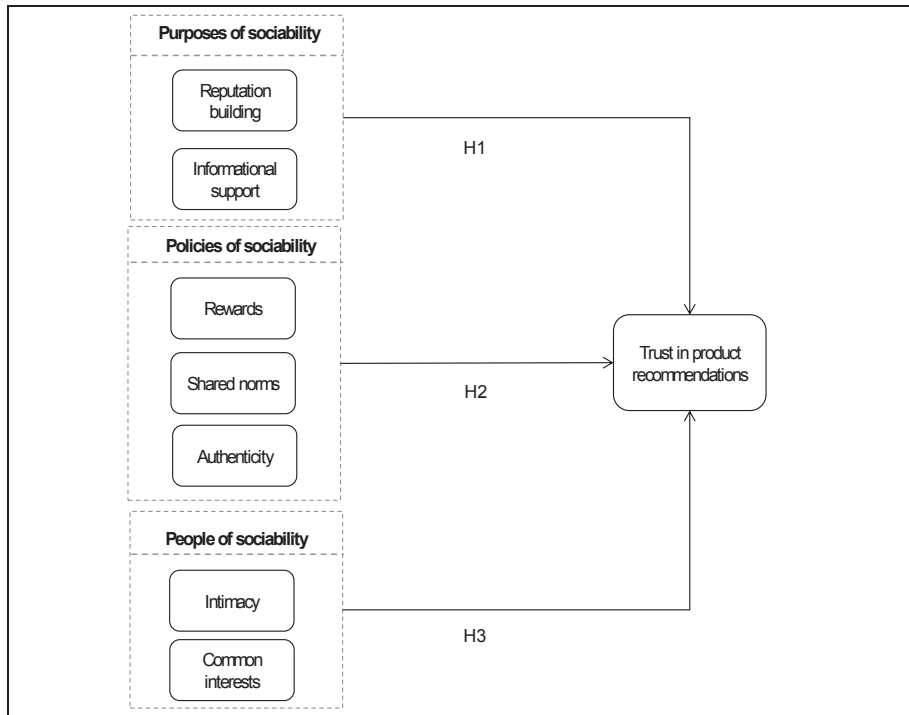 Purposes of sociability
Reputation
building
Informational
support
H1
Policies of sociability
Rewards
Shared norms
Authenticity
H2
Trust in product
recommendations
People of sociability
Intimacy
Common
interests
H3